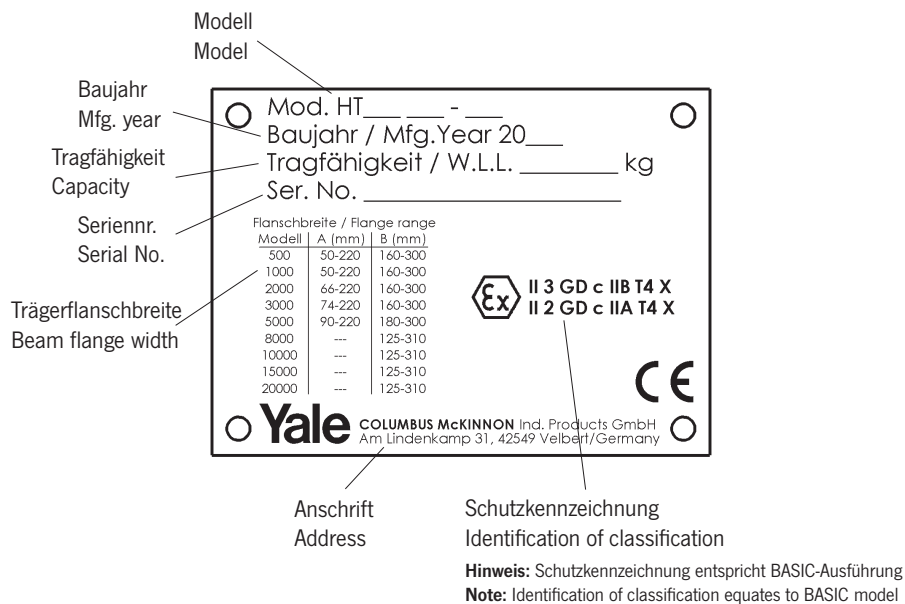 Modell
Model
Baujahr
Mfg. year
Tragfähigkeit
Capacity
Seriennr.
Serial No.
Trägerflanschbreite
Beam flange width
Mod. HT___ ___ - ___
Baujahr / Mfg.Year 20___
Tragfähigkeit / W.L.L. ________ kg
Ser. No. ____________________
Flanschbreite / Flange range
Modell A (mm) B (mm)
500 50-220 160-300
1000 50-220 160-300
2000 66-220 160-300
3000 74-220 160-300
5000 90-220 180-300
8000 --- 125-310
10000 --- 125-310
15000 --- 125-310
20000 --- 125-310
Ex II 3 GD c IIB T4 X
II 2 GD c IIA T4 X
CE
Yale COLUMBUS McKINNON Ind. Products GmbH
Am Lindenkamp 31, 42549 Velbert/Germany
Anschrift
Address
Schutzkennzeichnung
Identification of classification
Hinweis: Schutzkennzeichnung entspricht BASIC-Ausführung
Note: Identification of classification equates to BASIC model